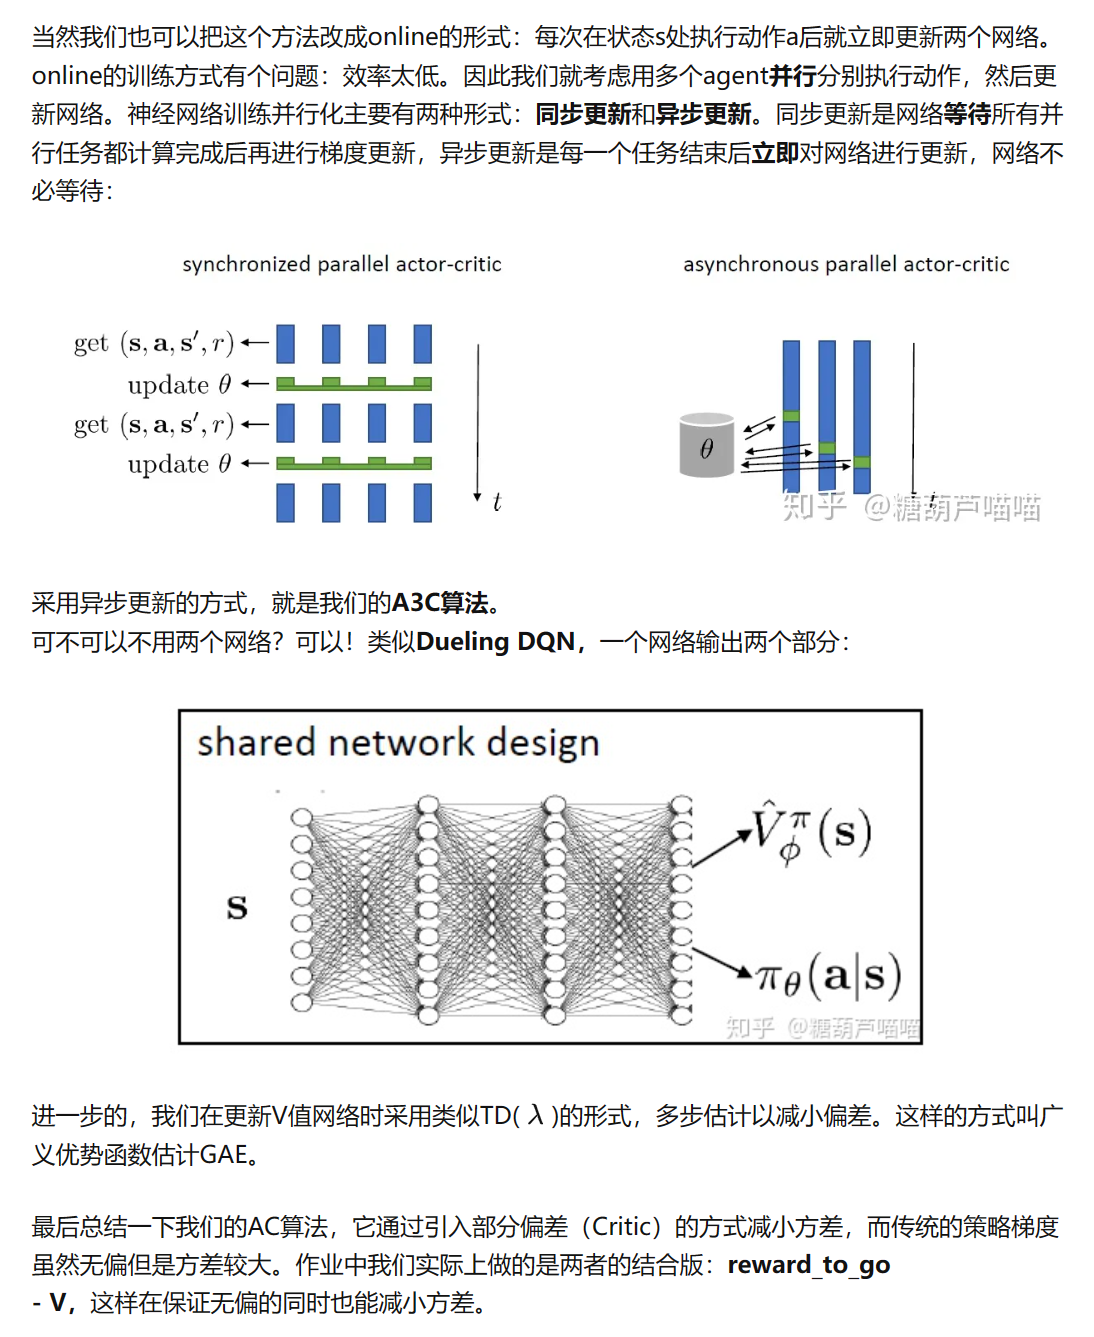 当然我们也可以把这个方法改成online的形式：每次在状态s处执行动作a后就立即更新两个网络。
online的训练方式有个问题：效率太低。因此我们就考虑用多个agent并行分别执行动作，然后更
新网络。神经网络训练并行化主要有两种形式：同步更新和异步更新。同步更新是网络等待所有并
行任务都计算完成后再进行梯度更新，异步更新是每一个任务结束后立即对网络进行更新，网络不
必等待：
synchronized parallel actor-critic
asynchronous parallel actor-critic
get (s, a, s′, r)
update θ
get (s, a, s′, r)
update θ
t
θ
t
知乎 @糖葫芦喵喵
采用异步更新的方式，就是我们的A3C算法。
可不可以不用两个网络？可以！类似Dueling DQN，一个网络输出两个部分：
shared network design
s
V̂^π_ϕ(s)
π_θ(a|s)
知乎 @糖葫芦喵喵
进一步的，我们在更新V值网络时采用类似TD( λ )的形式，多步估计以减小偏差。这样的方式叫广
义优势函数估计GAE。
最后总结一下我们的AC算法，它通过引入部分偏差（Critic）的方式减小方差，而传统的策略梯度
虽然无偏但是方差较大。作业中我们实际上做的是两者的结合版：reward_to_go
- V，这样在保证无偏的同时也能减小方差。